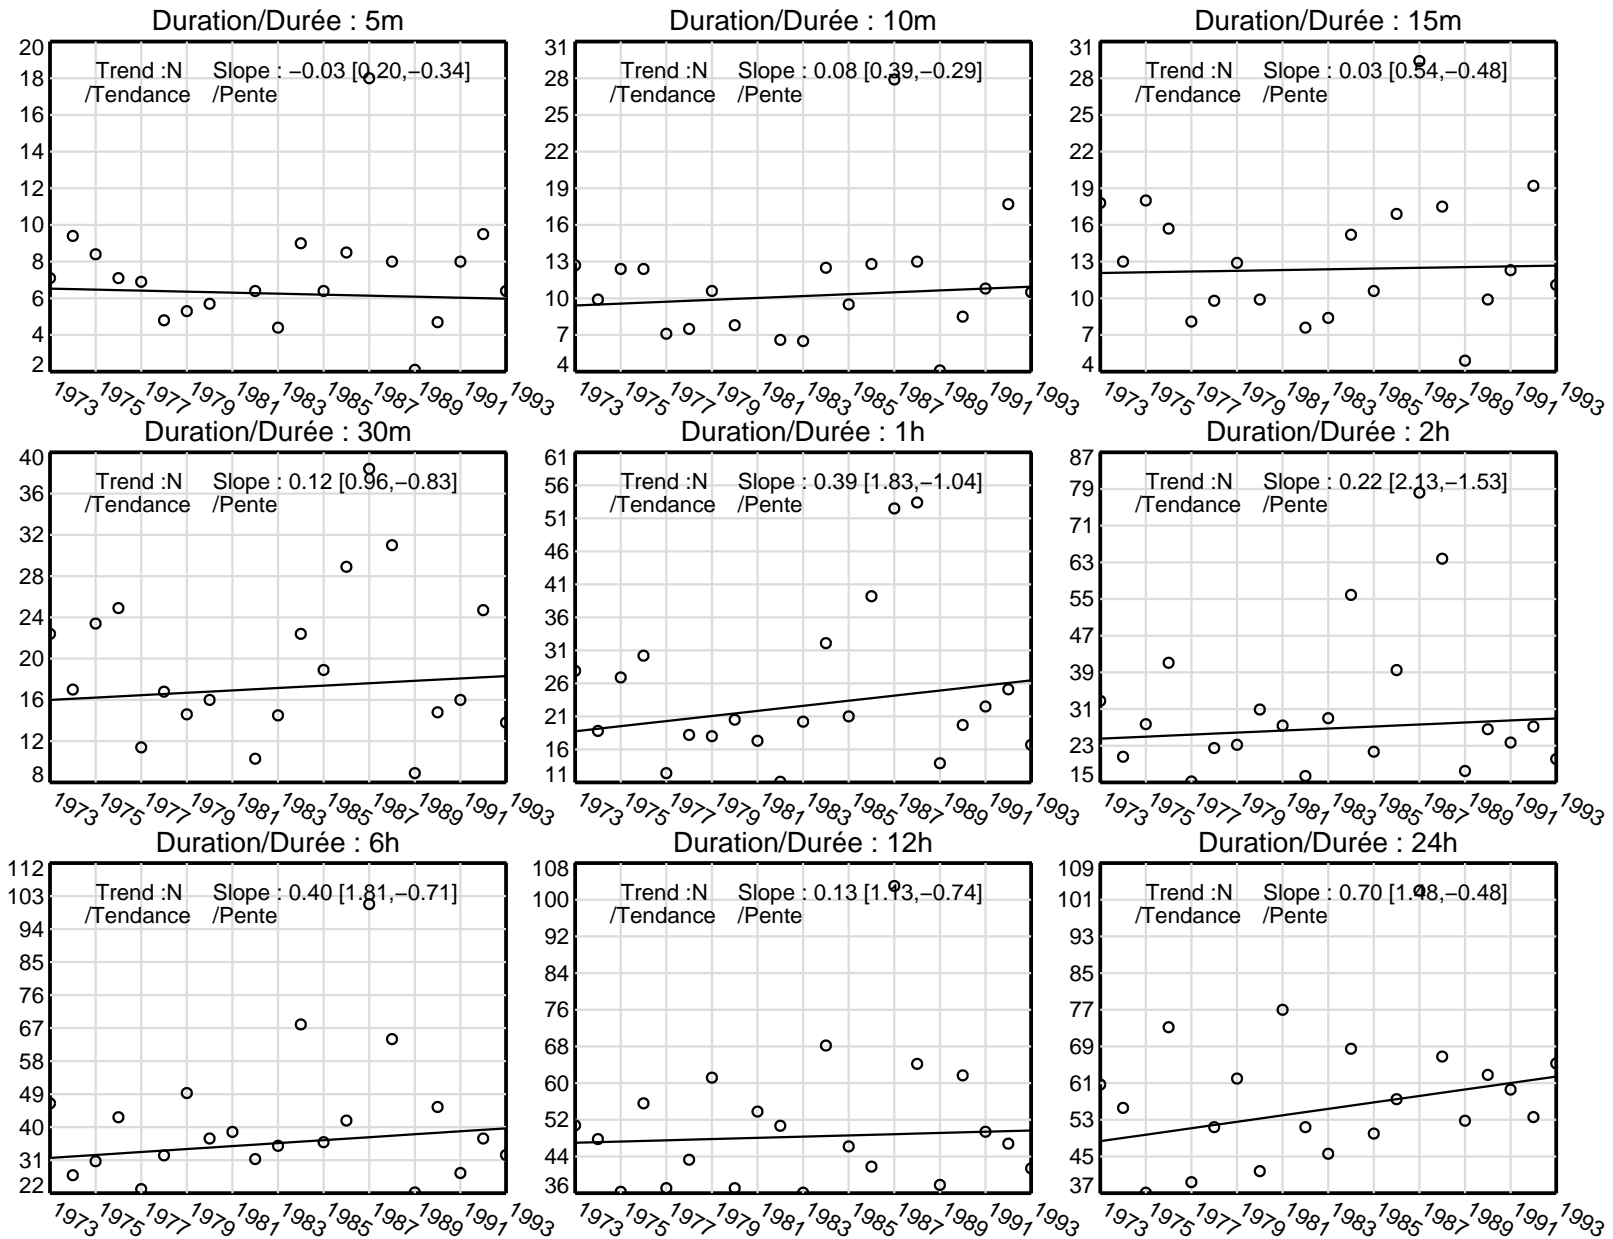 Duration/Durée : 5m
Trend :N Slope : −0.03 [0.20,−0.34]
/Tendance /Pente
20
18
16
14
12
10
8
6
4
2
1973 1975 1977 1979 1981 1983 1985 1987 1989 1991 1993
Duration/Durée : 10m
Trend :N Slope : 0.08 [0.39,−0.29]
/Tendance /Pente
31
28
25
22
19
16
13
10
7
4
1973 1975 1977 1979 1981 1983 1985 1987 1989 1991 1993
Duration/Durée : 15m
Trend :N Slope : 0.03 [0.54,−0.48]
/Tendance /Pente
31
28
25
22
19
16
13
10
7
4
1973 1975 1977 1979 1981 1983 1985 1987 1989 1991 1993
Duration/Durée : 30m
Trend :N Slope : 0.12 [0.96,−0.83]
/Tendance /Pente
40
36
32
28
24
20
16
12
8
1973 1975 1977 1979 1981 1983 1985 1987 1989 1991 1993
Duration/Durée : 1h
Trend :N Slope : 0.39 [1.83,−1.04]
/Tendance /Pente
61
56
51
46
41
36
31
26
21
16
11
1973 1975 1977 1979 1981 1983 1985 1987 1989 1991 1993
Duration/Durée : 2h
Trend :N Slope : 0.22 [2.13,−1.53]
/Tendance /Pente
87
79
71
63
55
47
39
31
23
15
1973 1975 1977 1979 1981 1983 1985 1987 1989 1991 1993
Duration/Durée : 6h
Trend :N Slope : 0.40 [1.81,−0.71]
/Tendance /Pente
112
103
94
85
76
67
58
49
40
31
22
1973 1975 1977 1979 1981 1983 1985 1987 1989 1991 1993
Duration/Durée : 12h
Trend :N Slope : 0.13 [1.13,−0.74]
/Tendance /Pente
108
100
92
84
76
68
60
52
44
36
1973 1975 1977 1979 1981 1983 1985 1987 1989 1991 1993
Duration/Durée : 24h
Trend :N Slope : 0.70 [1.48,−0.48]
/Tendance /Pente
109
101
93
85
77
69
61
53
45
37
1973 1975 1977 1979 1981 1983 1985 1987 1989 1991 1993